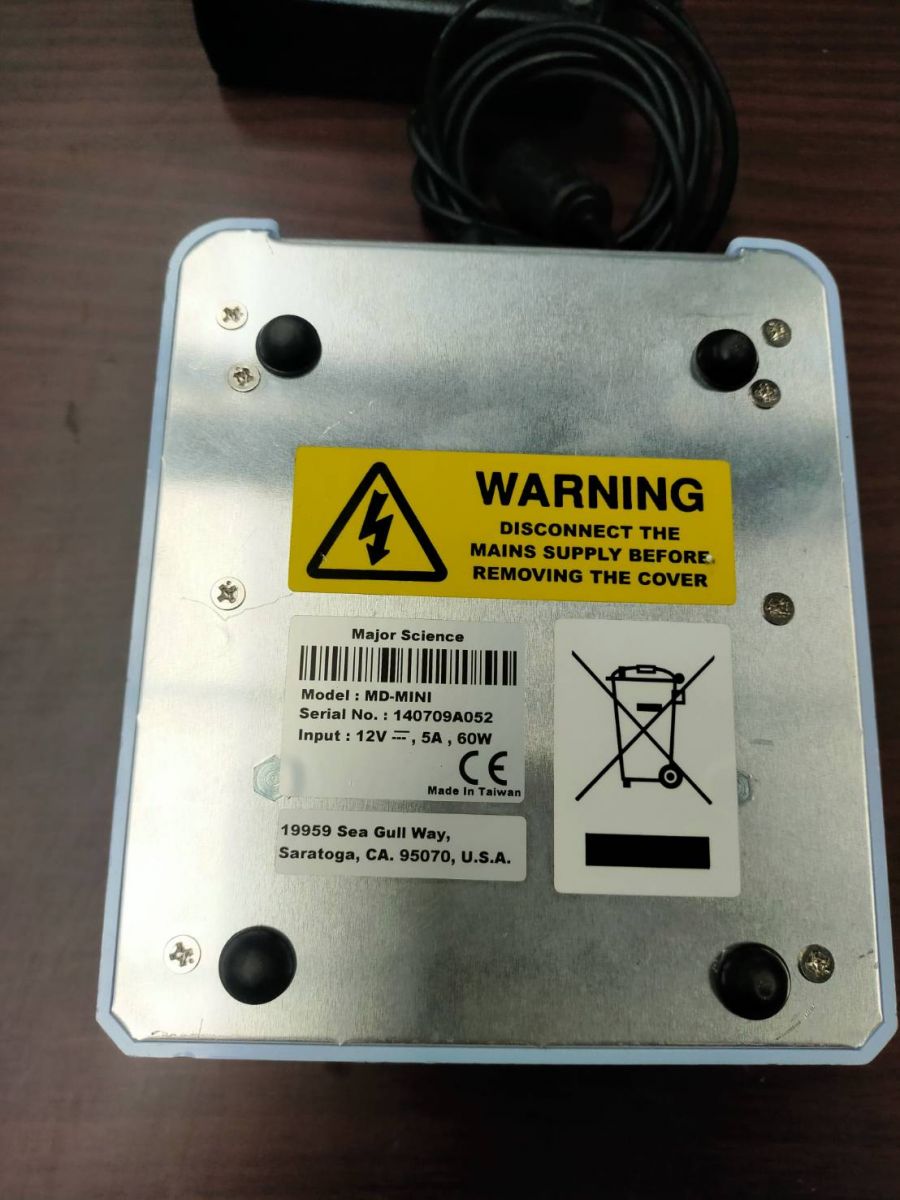 WARNING
DISCONNECT THE
MAINS SUPPLY BEFORE
REMOVING THE COVER
Major Science
Model : MD-MINI
Serial No. : 140709A052
Input : 12V ⎓, 5A , 60W
CE
Made In Taiwan
19959 Sea Gull Way,
Saratoga, CA. 95070, U.S.A.